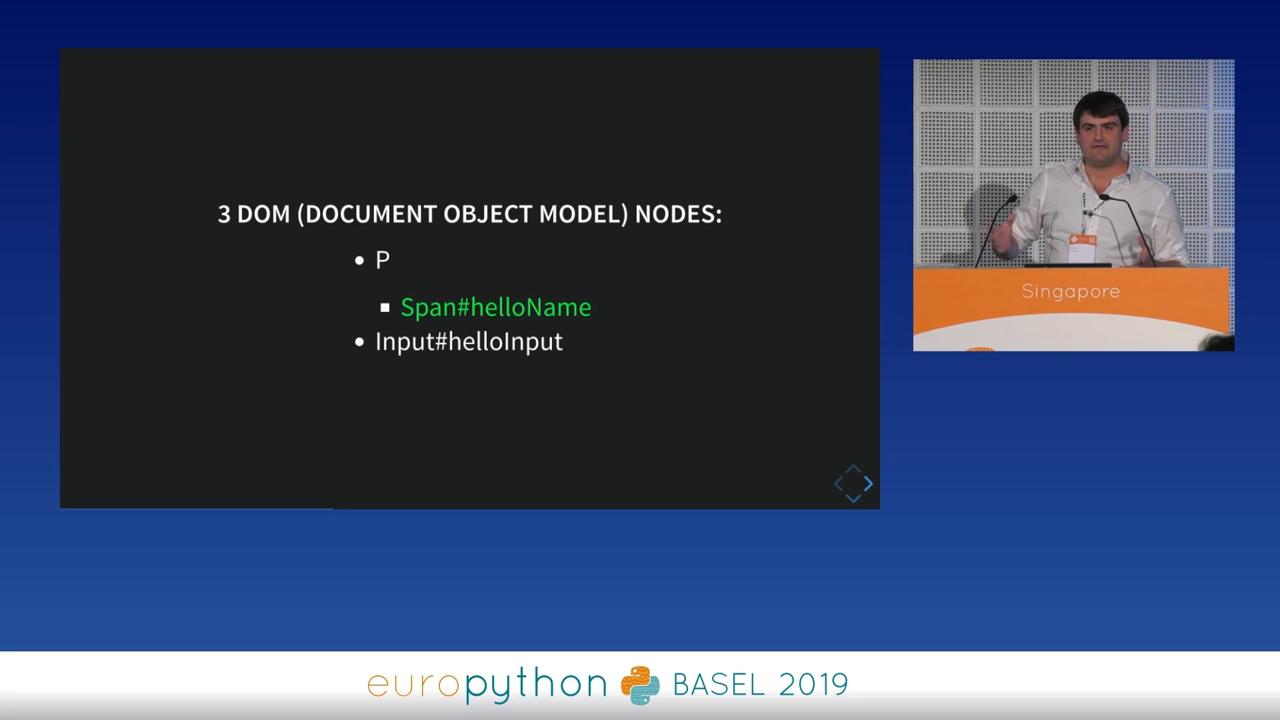 3 DOM (DOCUMENT OBJECT MODEL) NODES:
P
Span#helloName
Input#helloInput
Singapore
europython BASEL 2019